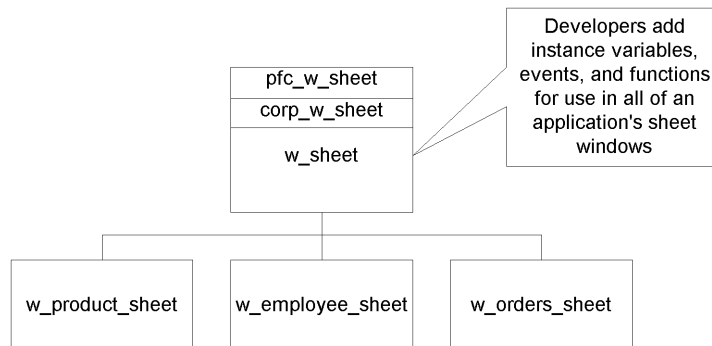 Developers add
instance variables,
events, and functions
for use in all of an
application's sheet
windows
pfc_w_sheet
corp_w_sheet
w_sheet
w_product_sheet
w_employee_sheet
w_orders_sheet